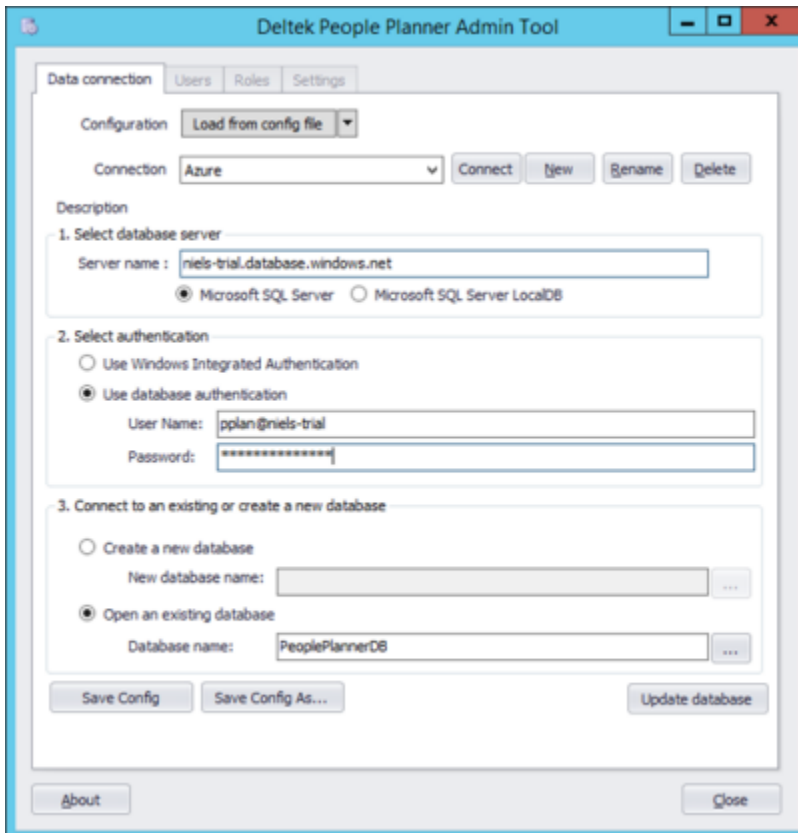 Deltek People Planner Admin Tool
Data connection Users Roles Settings
Configuration Load from config file
Connection Azure Connect New Rename Delete
Description
1. Select database server
Server name : niels-trial.database.windows.net
Microsoft SQL Server Microsoft SQL Server LocalDB
2. Select authentication
Use Windows Integrated Authentication
Use database authentication
User Name: pplan@niels-trial
Password: **************
3. Connect to an existing or create a new database
Create a new database
New database name: ...
Open an existing database
Database name: PeoplePlannerDB ...
Save Config Save Config As... Update database
About Close